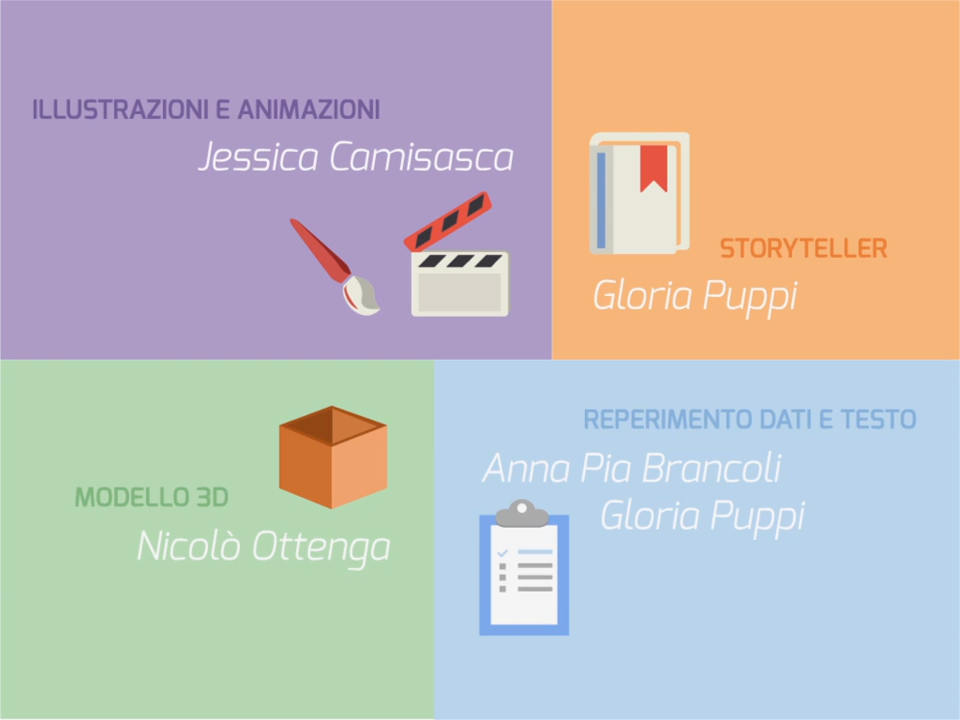 ILLUSTRAZIONI E ANIMAZIONI
Jessica Camisasca
STORYTELLER
Gloria Puppi
MODELLO 3D
Nicolò Ottenga
REPERIMENTO DATI E TESTO
Anna Pia Brancoli
Gloria Puppi